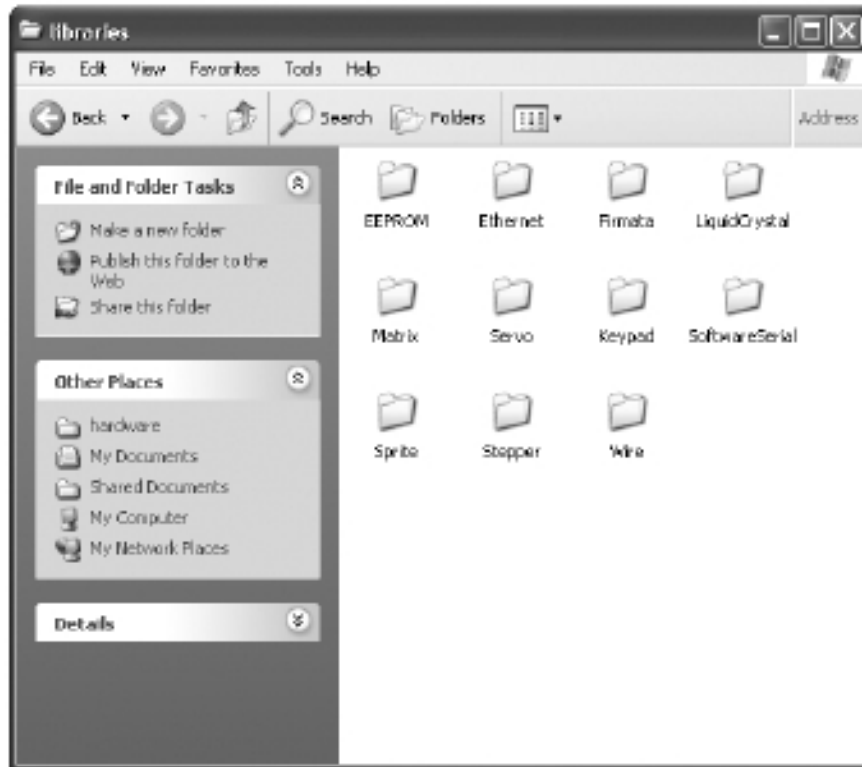 libraries
File Edit View Favorites Tools Help
Back Search Folders Address
File and Folder Tasks
Make a new folder
Publish this folder to the
Web
Share this folder
Other Places
hardware
My Documents
Shared Documents
My Computer
My Network Places
Details
EEPROM Ethernet Firmata LiquidCrystal
Matrix Servo Keypad SoftwareSerial
Sprite Stepper Wire